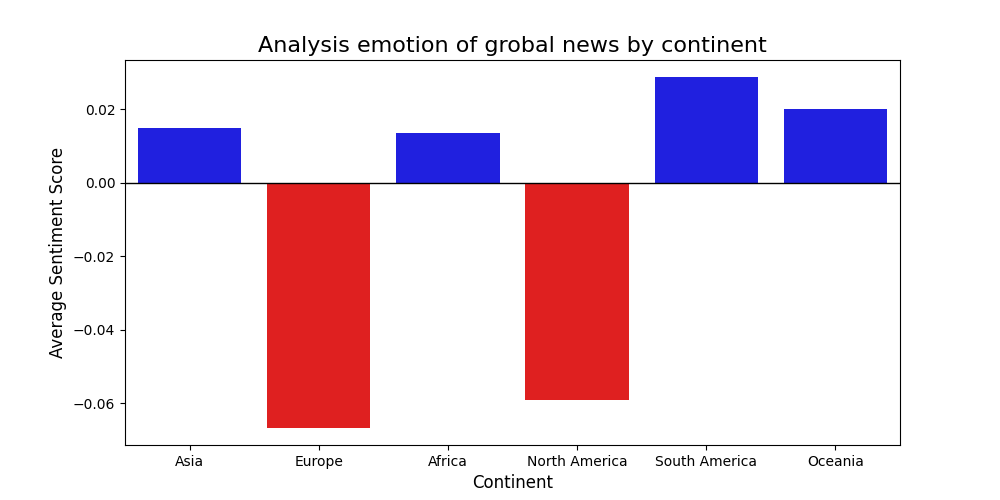 Analysis emotion of grobal news by continent
Average Sentiment Score
0.02
0.00
−0.02
−0.04
−0.06
Asia Europe Africa North America South America Oceania
Continent